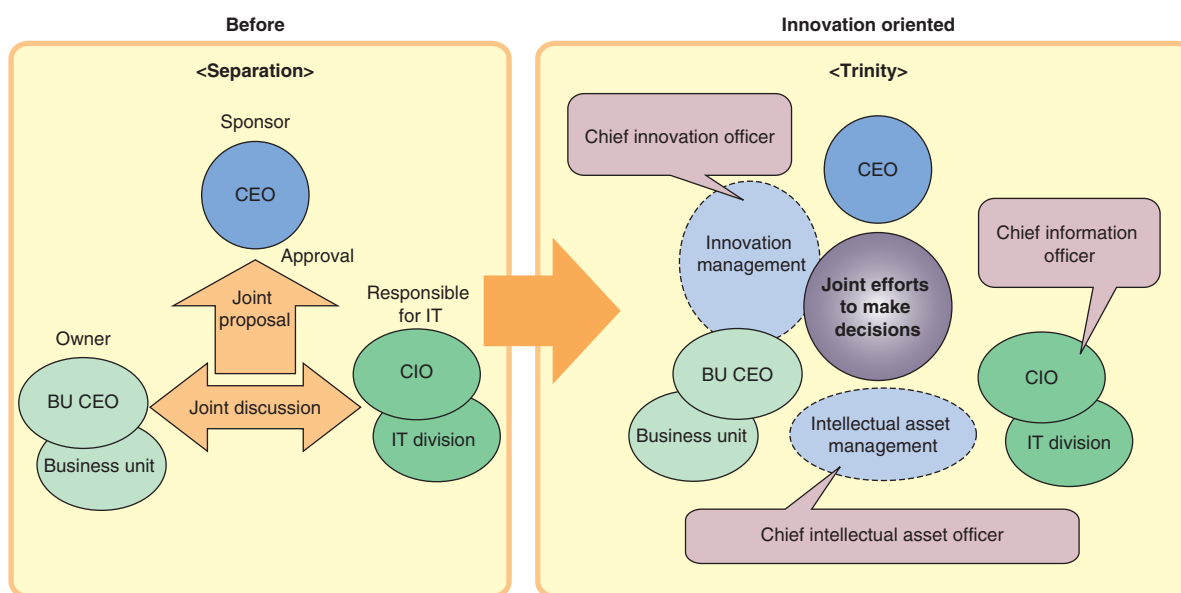 Before
<Separation>
Sponsor
CEO
Approval
Joint
proposal
Responsible
for IT
Owner
CIO
BU CEO
Joint discussion
IT division
Business unit
Innovation oriented
<Trinity>
Chief innovation officer
CEO
Chief information
officer
Innovation
management
Joint efforts
to make
decisions
BU CEO
CIO
Business unit
Intellectual asset
management
IT division
Chief intellectual asset officer